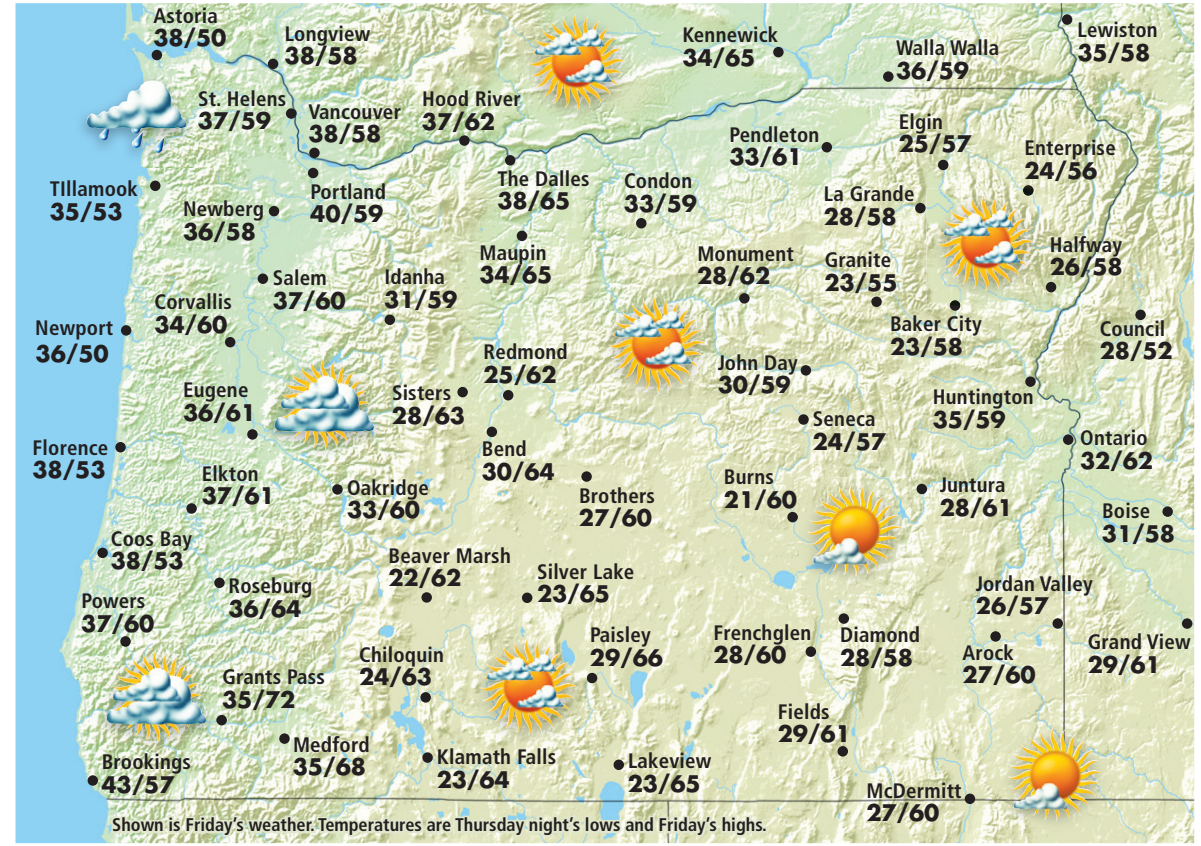 Astoria
38/50
Longview
38/58
Kennewick
34/65
Walla Walla
36/59
Lewiston
35/58
St. Helens
37/59
Vancouver
38/58
Hood River
37/62
Pendleton
33/61
Elgin
25/57
Enterprise
24/56
TIllamook
35/53
Newberg
36/58
Portland
40/59
The Dalles
38/65
Condon
33/59
La Grande
28/58
Maupin
34/65
Monument
28/62
Granite
23/55
Halfway
26/58
Salem
37/60
Idanha
31/59
Corvallis
34/60
Newport
36/50
Baker City
23/58
Council
28/52
Redmond
25/62
John Day
30/59
Eugene
36/61
Sisters
28/63
Huntington
35/59
Seneca
24/57
Florence
38/53
Bend
30/64
Ontario
32/62
Elkton
37/61
Oakridge
33/60
Brothers
27/60
Burns
21/60
Juntura
28/61
Boise
31/58
Coos Bay
38/53
Beaver Marsh
22/62
Silver Lake
23/65
Roseburg
36/64
Jordan Valley
26/57
Powers
37/60
Paisley
29/66
Frenchglen
28/60
Diamond
28/58
Arock
27/60
Grand View
29/61
Chiloquin
24/63
Grants Pass
35/72
Fields
29/61
Medford
35/68
Klamath Falls
23/64
Lakeview
23/65
Brookings
43/57
McDermitt
27/60
Shown is Friday's weather. Temperatures are Thursday night's lows and Friday's highs.